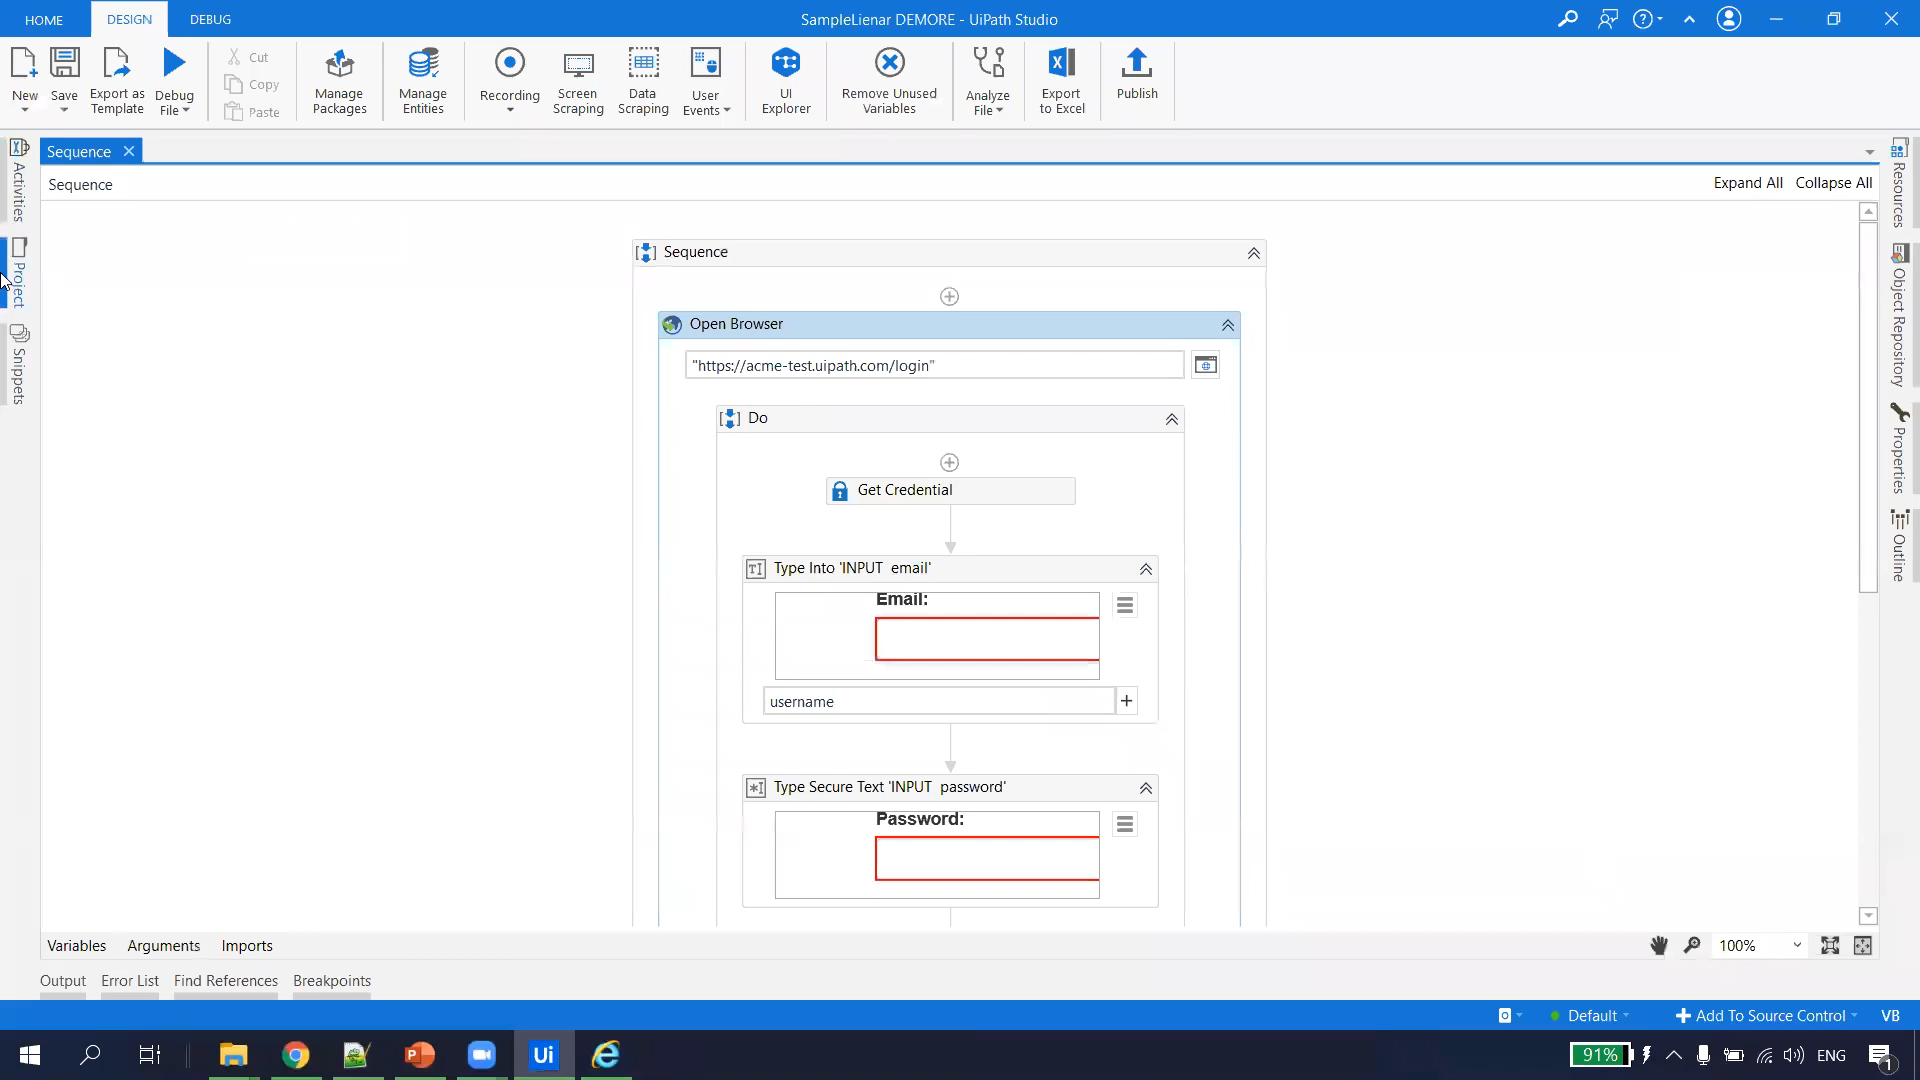 HOME DESIGN DEBUG SampleLienar DEMORE - UiPath Studio
New Save Export as Template Debug File Cut Copy Paste Manage Packages Manage Entities Recording Screen Scraping Data Scraping User Events UI Explorer Remove Unused Variables Analyze File Export to Excel Publish
Activities
Project
Snippets
Sequence
Sequence Expand All Collapse All
Sequence
Open Browser
"https://acme-test.uipath.com/login"
Do
Get Credential
Type Into 'INPUT email'
Email:
username
Type Secure Text 'INPUT password'
Password:
Resources
Object Repository
Properties
Outline
Variables Arguments Imports 100%
Output Error List Find References Breakpoints
Default Add To Source Control VB
Ui 91% ENG 1